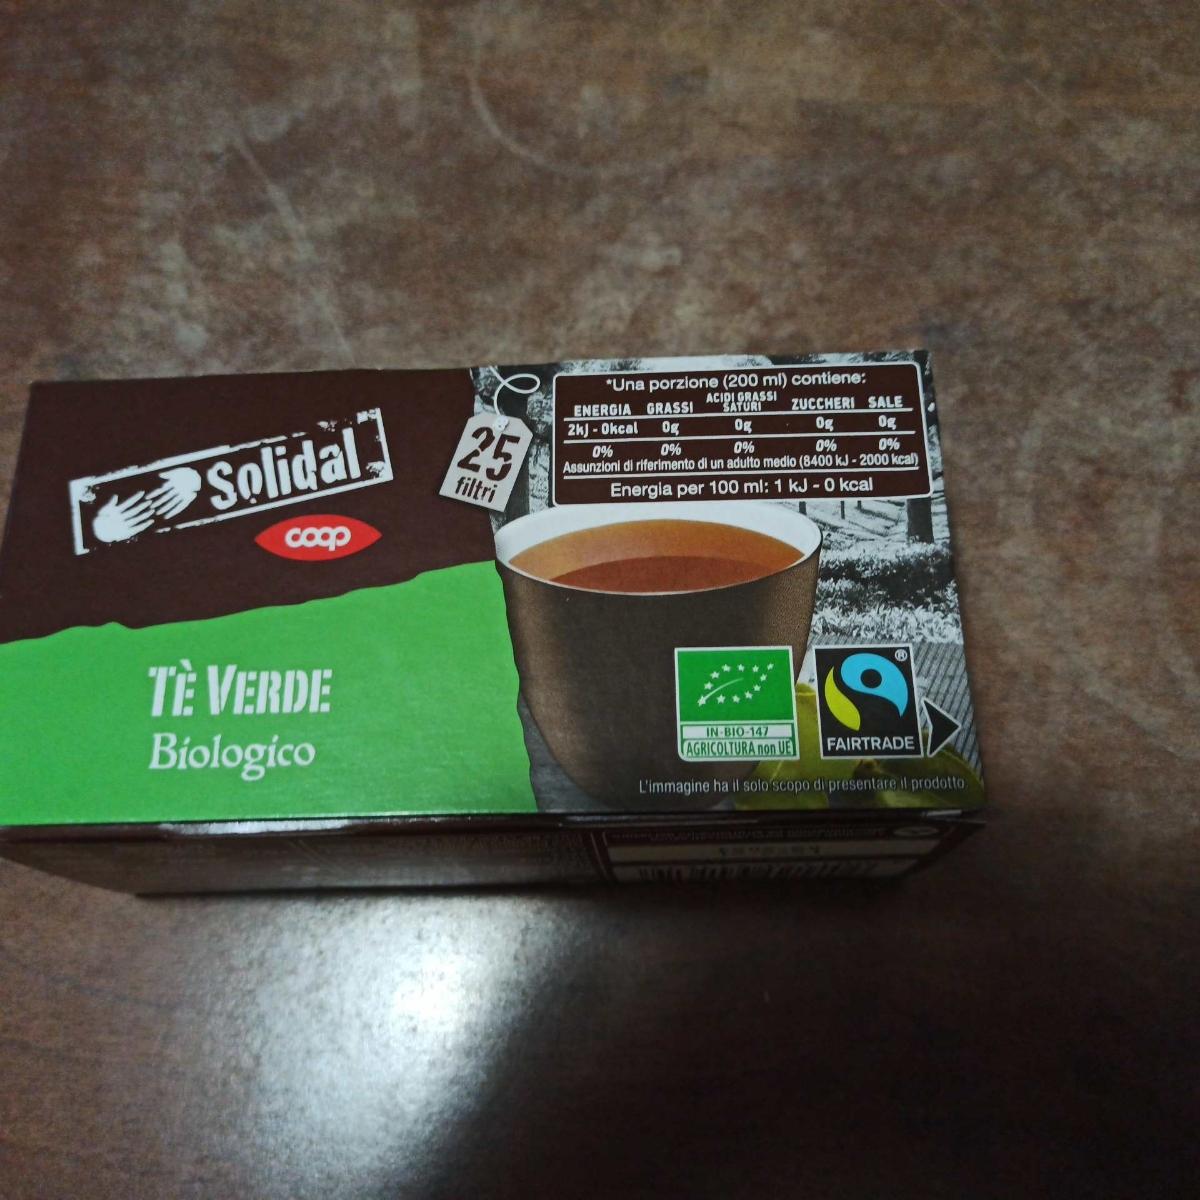 Solidal
coop
25
filtri
*Una porzione (200 ml) contiene:
ENERGIA GRASSI ACIDI GRASSI SATURI ZUCCHERI SALE
2kJ - 0kcal 0g 0g 0g 0g
0% 0% 0% 0% 0%
Assunzioni di riferimento di un adulto medio (8400 kJ - 2000 kcal)
Energia per 100 ml: 1 kJ - 0 kcal
TÈ VERDE
Biologico
IN-BIO-147
AGRICOLTURA non UE
®
FAIRTRADE
L'immagine ha il solo scopo di presentare il prodotto